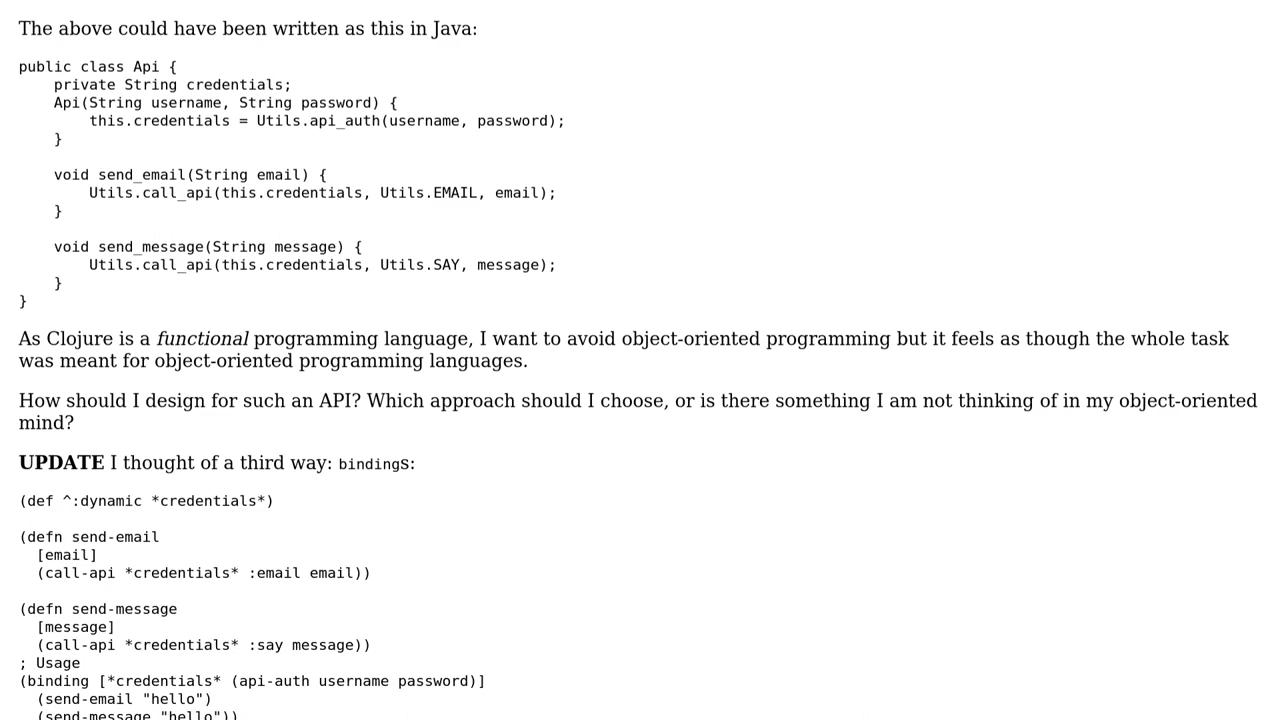 The above could have been written as this in Java:
public class Api {
    private String credentials;
    Api(String username, String password) {
        this.credentials = Utils.api_auth(username, password);
    }

    void send_email(String email) {
        Utils.call_api(this.credentials, Utils.EMAIL, email);
    }

    void send_message(String message) {
        Utils.call_api(this.credentials, Utils.SAY, message);
    }
}
As Clojure is a functional programming language, I want to avoid object-oriented programming but it feels as though the whole task
was meant for object-oriented programming languages.
How should I design for such an API? Which approach should I choose, or is there something I am not thinking of in my object-oriented
mind?
UPDATE I thought of a third way: bindings:
(def ^:dynamic *credentials*)

(defn send-email
  [email]
  (call-api *credentials* :email email))

(defn send-message
  [message]
  (call-api *credentials* :say message))
; Usage
(binding [*credentials* (api-auth username password)]
  (send-email "hello")
  (send-message "hello"))